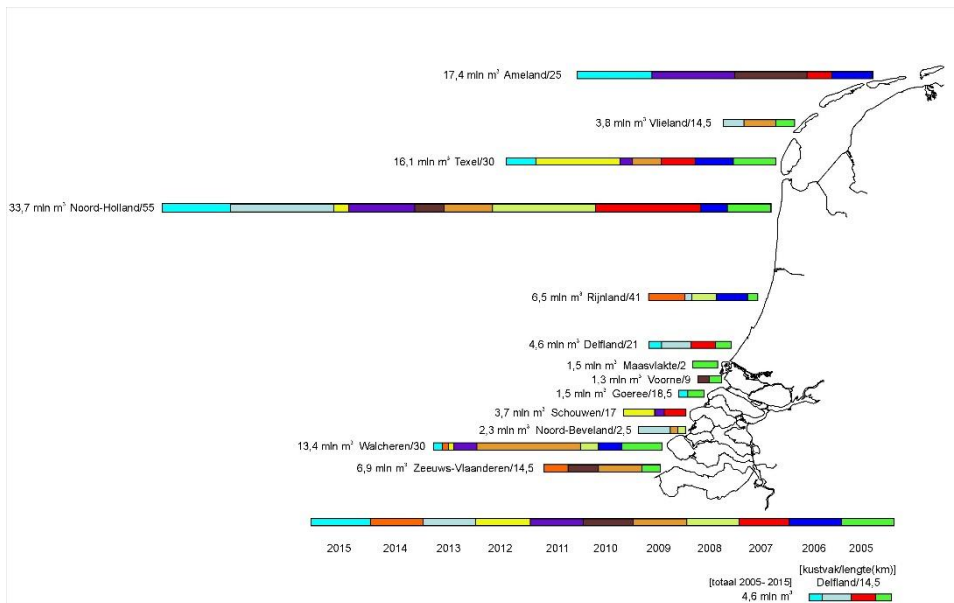 17,4 mln m³ Ameland/25
3,8 mln m³ Vlieland/14,5
16,1 mln m³ Texel/30
33,7 mln m³ Noord-Holland/55
6,5 mln m³ Rijnland/41
4,6 mln m³ Delfland/21
1,5 mln m³ Maasvlakte/2
1,3 mln m³ Voorne/9
1,5 mln m³ Goeree/18,5
3,7 mln m³ Schouwen/17
2,3 mln m³ Noord-Beveland/2,5
13,4 mln m³ Walcheren/30
6,9 mln m³ Zeeuws-Vlaanderen/14,5
2015 2014 2013 2012 2011 2010 2009 2008 2007 2006 2005
[kustvak/lengte(km)]
[totaal 2005- 2015] Delfland/14,5
4,6 mln m³